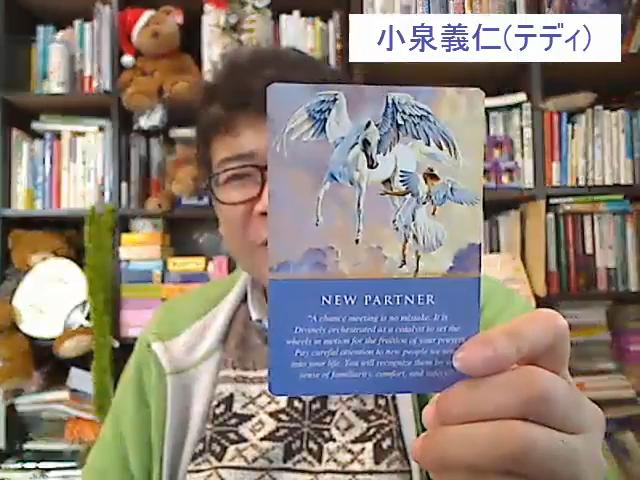 小泉義仁(テディ)
NEW PARTNER
"A chance meeting is no mistake. It is
Divinely orchestrated as a catalyst to set the
wheels in motion for the fruition of your prayers.
Pay careful attention to new people we
into your life. You will recognize them by
sense of familiarity, comfort, and